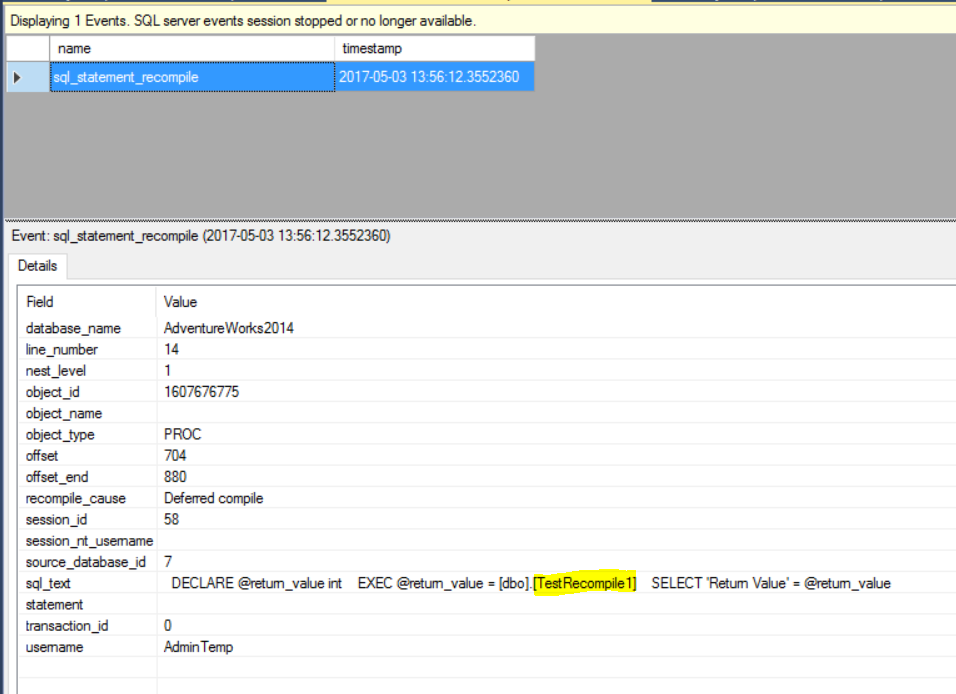 Displaying 1 Events. SQL server events session stopped or no longer available.
name timestamp
sql_statement_recompile 2017-05-03 13:56:12.3552360
Event: sql_statement_recompile (2017-05-03 13:56:12.3552360)
Details
Field Value
database_name AdventureWorks2014
line_number 14
nest_level 1
object_id 1607676775
object_name
object_type PROC
offset 704
offset_end 880
recompile_cause Deferred compile
session_id 58
session_nt_username
source_database_id 7
sql_text DECLARE @return_value int EXEC @return_value = [dbo].[TestRecompile1] SELECT 'Return Value' = @return_value
statement
transaction_id 0
username AdminTemp